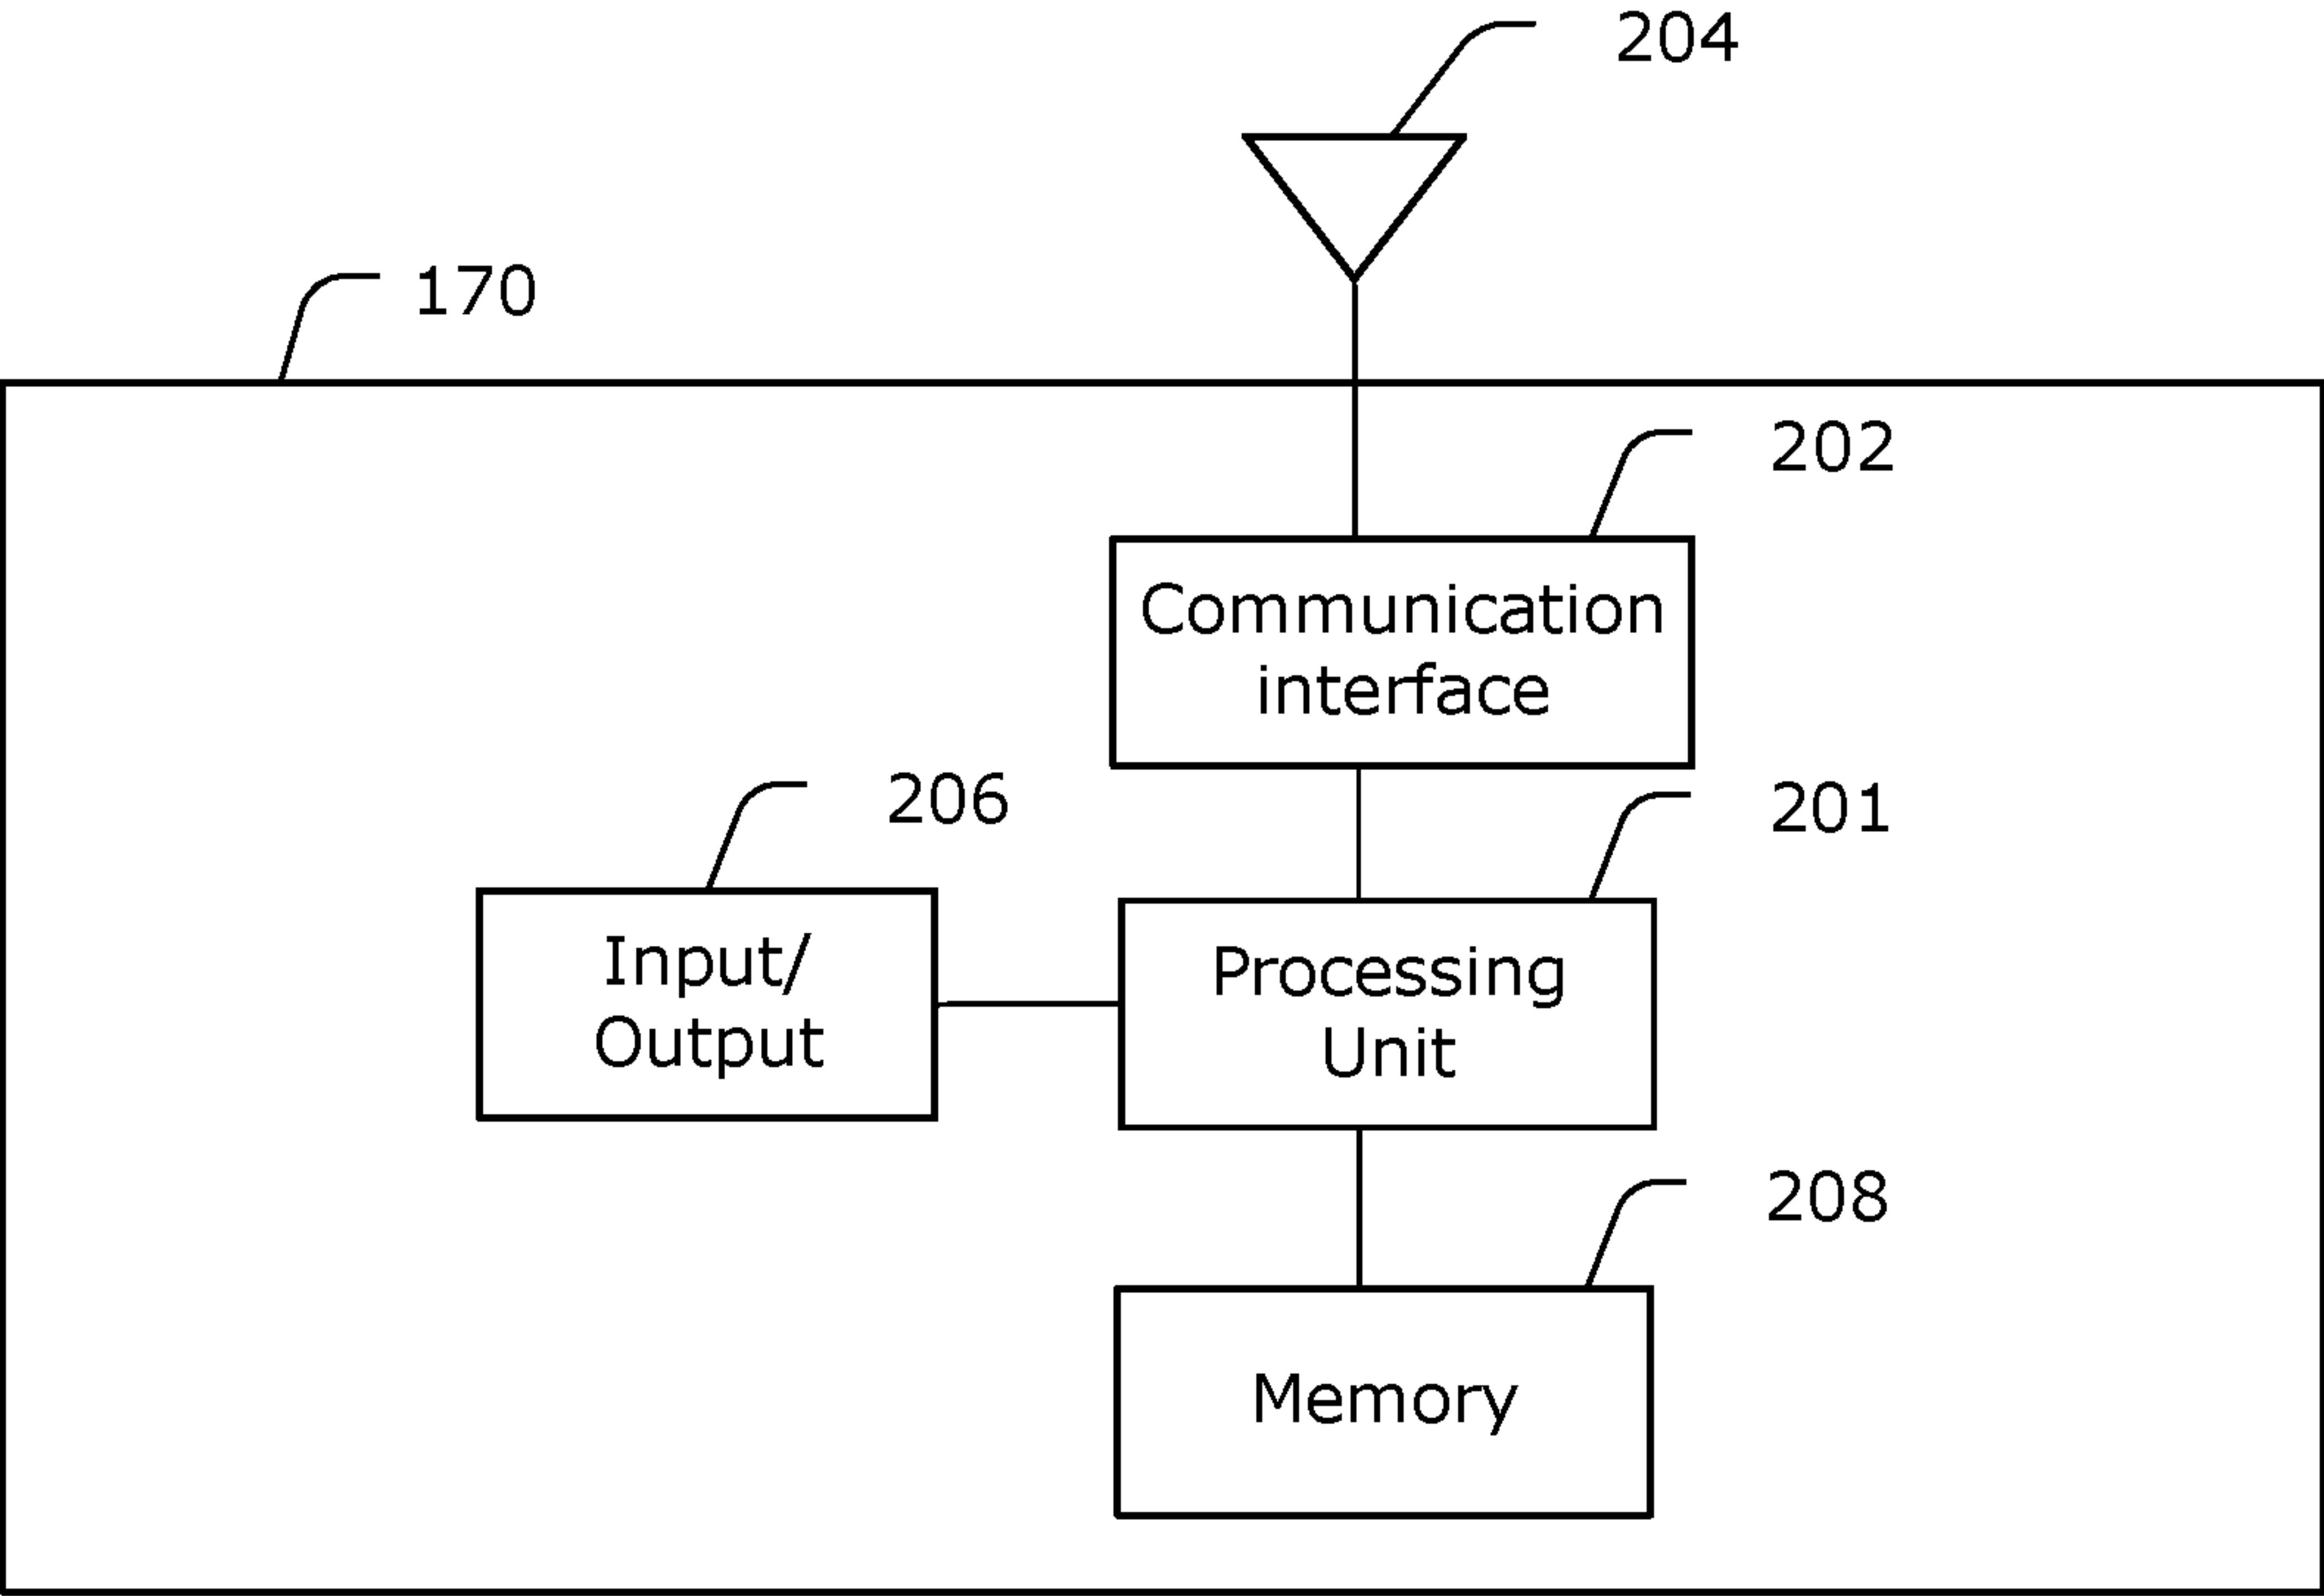 204
170
202
Communication
interface
206
201
Input/
Output
Processing
Unit
208
Memory